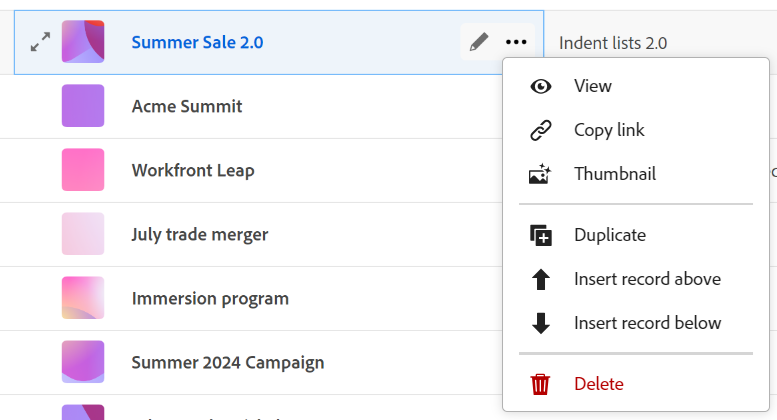 Summer Sale 2.0
Indent lists 2.0
View
Acme Summit
Copy link
Workfront Leap
Thumbnail
July trade merger
Duplicate
Immersion program
Insert record above
Insert record below
Summer 2024 Campaign
Delete